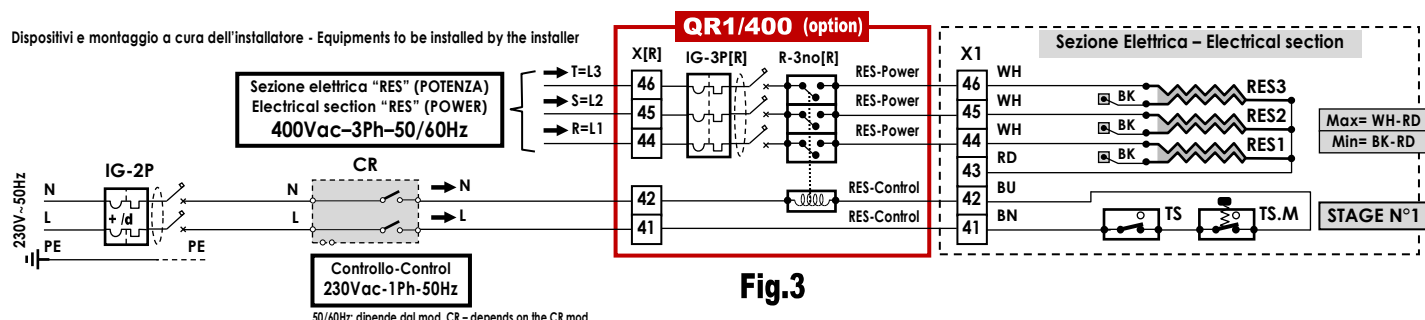 QR1/400 (option)
Dispositivi e montaggio a cura dell'installatore - Equipments to be installed by the installer
Sezione Elettrica – Electrical section
X[R]
IG-3P[R]
R-3no[R]
X1
Sezione elettrica "RES" (POTENZA)
Electrical section "RES" (POWER)
400Vac–3Ph–50/60Hz
T=L3
46
RES-Power
46
WH
RES3
S=L2
45
RES-Power
45
WH
BK
RES2
R=L1
44
RES-Power
44
WH
BK
RES1
Max= WH-RD
Min= BK-RD
43
RD
BK
IG-2P
CR
230V~50Hz
N
N
N
42
RES-Control
42
BU
L
+ /d
L
L
41
RES-Control
41
BN
TS
TS.M
STAGE N°1
PE
PE
Controllo-Control
230Vac-1Ph-50Hz
Fig.3
50/60Hz: dipende dal mod. CR – depends on the CR mod.